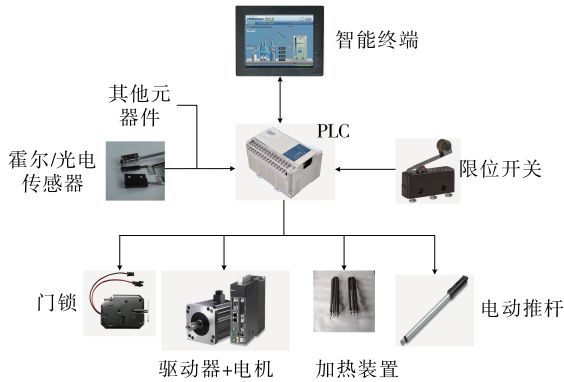 智能终端
其他元
器件
PLC
霍尔/光电
传感器
限位开关
门锁
驱动器+电机
加热装置
电动推杆